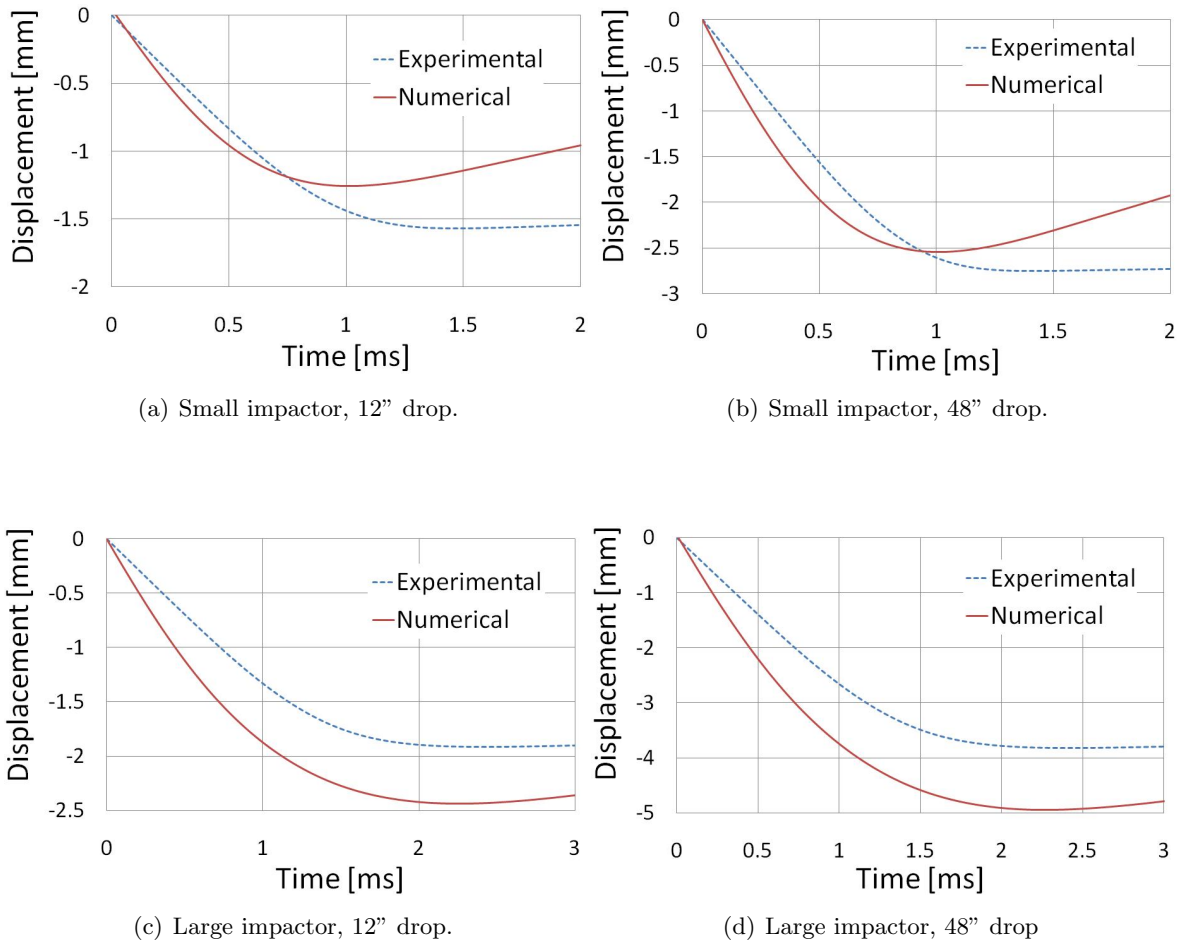 Displacement [mm]
0
-0.5
-1
-1.5
-2
0 0.5 1 1.5 2
Time [ms]
Experimental
Numerical
(a) Small impactor, 12” drop.
Displacement [mm]
0
-0.5
-1
-1.5
-2
-2.5
-3
0 0.5 1 1.5 2
Time [ms]
Experimental
Numerical
(b) Small impactor, 48” drop.
Displacement [mm]
0
-0.5
-1
-1.5
-2
-2.5
0 1 2 3
Time [ms]
Experimental
Numerical
(c) Large impactor, 12” drop.
Displacement [mm]
0
-1
-2
-3
-4
-5
0 0.5 1 1.5 2 2.5 3
Time [ms]
Experimental
Numerical
(d) Large impactor, 48” drop